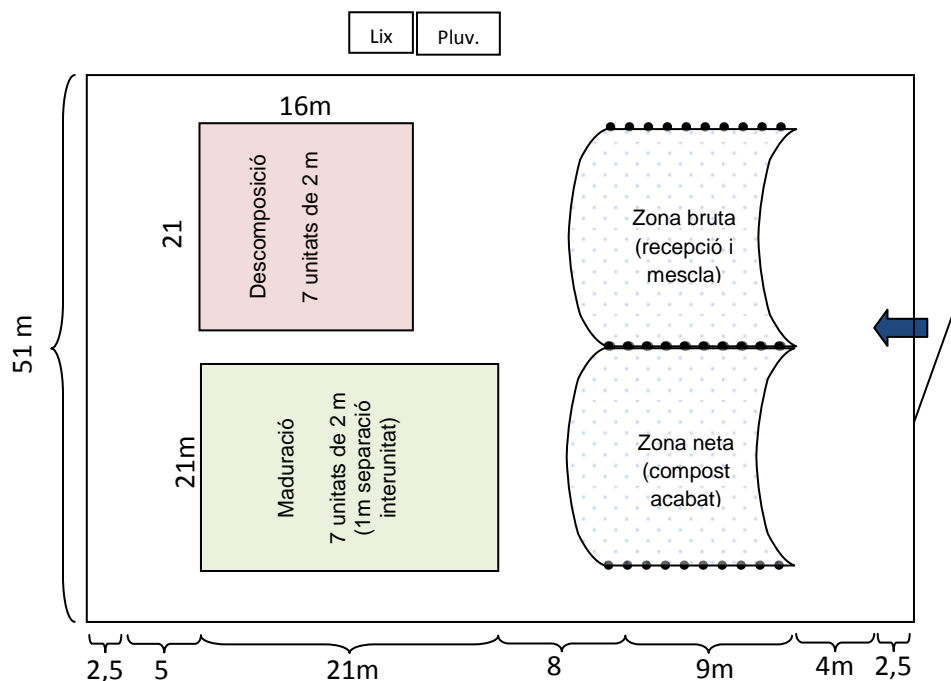 Lix
Pluv.
16m
21
Descomposició
7 unitats de 2 m
Zona bruta
(recepció i
mescla)
51 m
21m
Maduració
7 unitats de 2 m
(1m separació
interunitat)
Zona neta
(compost
acabat)
2,5
5
21m
8
9m
4m
2,5